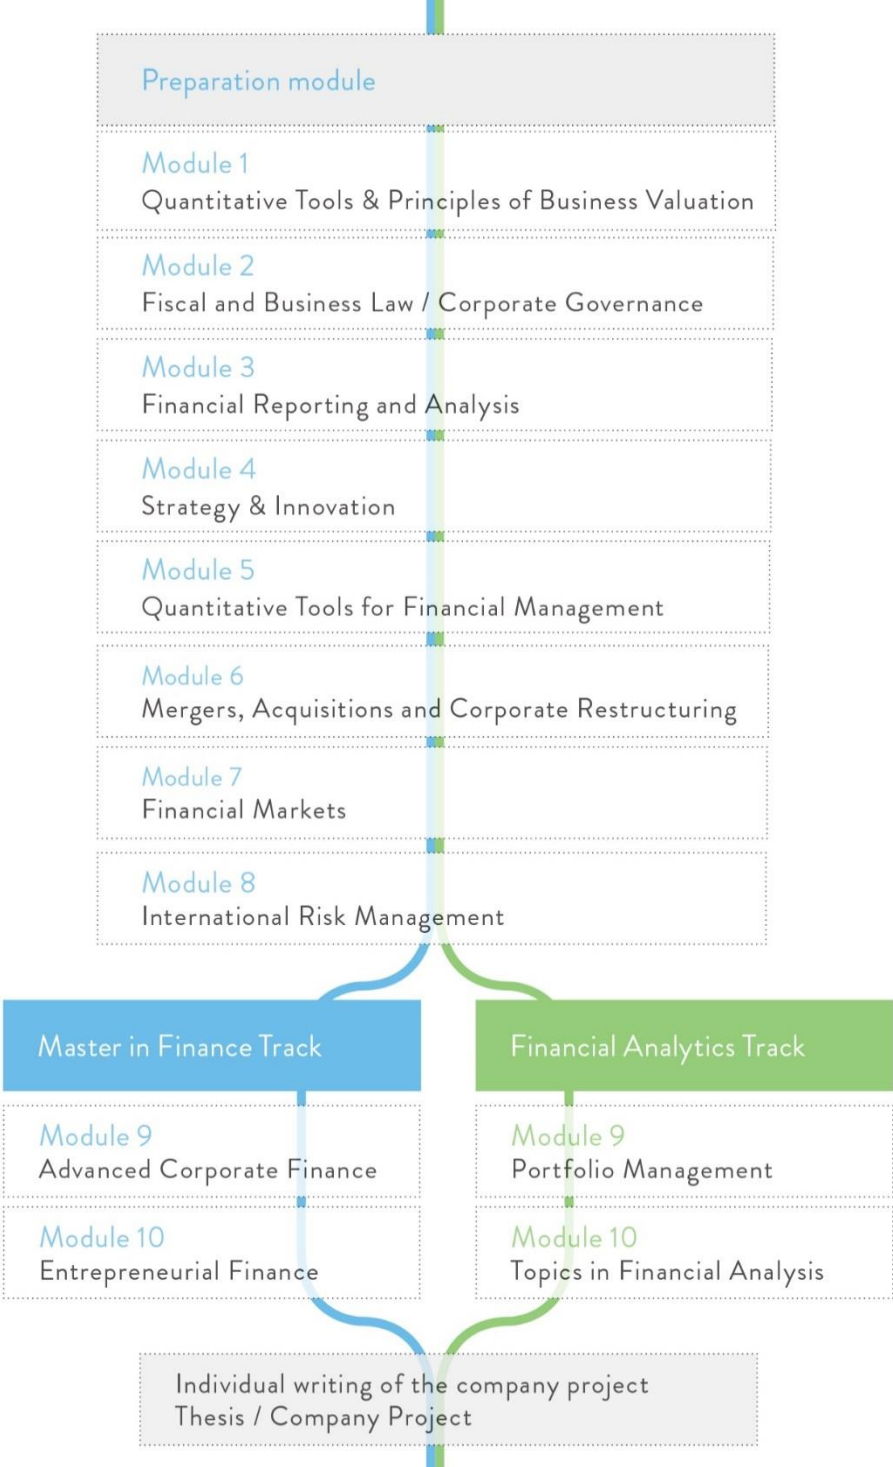 Preparation module
Module 1
Quantitative Tools & Principles of Business Valuation
Module 2
Fiscal and Business Law / Corporate Governance
Module 3
Financial Reporting and Analysis
Module 4
Strategy & Innovation
Module 5
Quantitative Tools for Financial Management
Module 6
Mergers, Acquisitions and Corporate Restructuring
Module 7
Financial Markets
Module 8
International Risk Management
Master in Finance Track
Module 9
Advanced Corporate Finance
Module 10
Entrepreneurial Finance
Financial Analytics Track
Module 9
Portfolio Management
Module 10
Topics in Financial Analysis
Individual writing of the company project
Thesis / Company Project